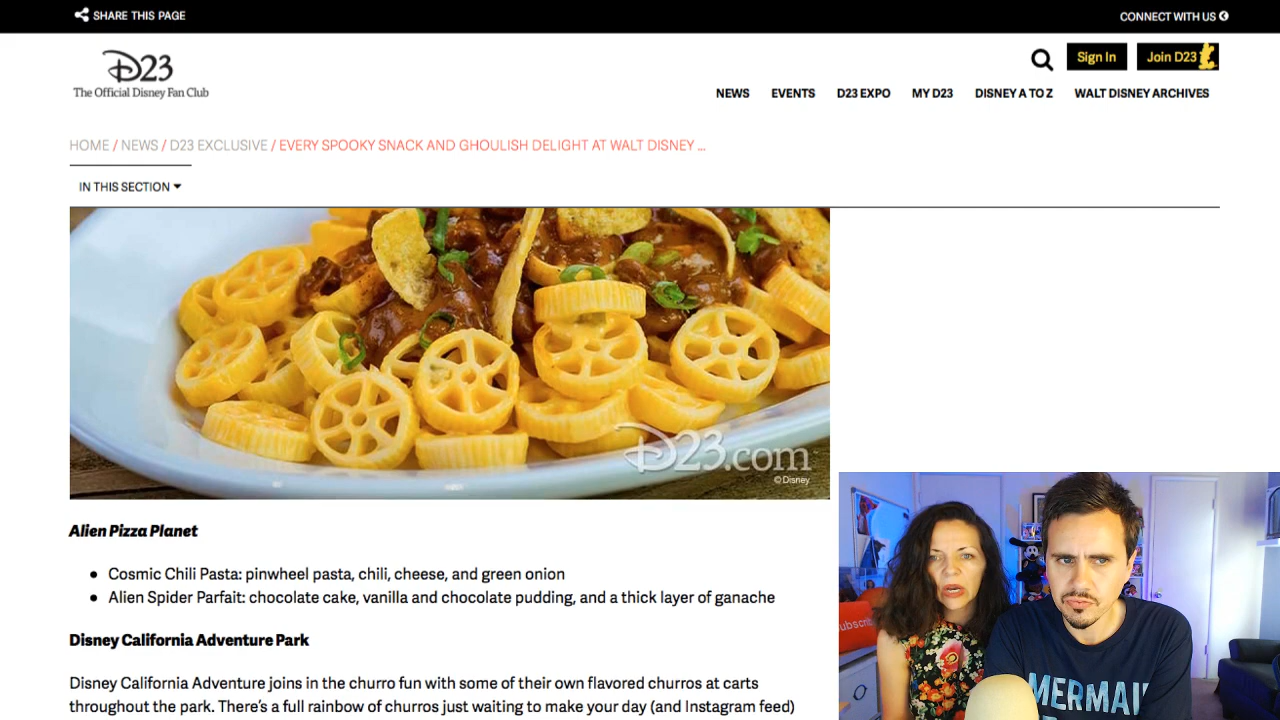 SHARE THIS PAGE
CONNECT WITH US
D23
The Official Disney Fan Club
Sign In
Join D23
NEWS
EVENTS
D23 EXPO
MY D23
DISNEY A TO Z
WALT DISNEY ARCHIVES
HOME / NEWS / D23 EXCLUSIVE / EVERY SPOOKY SNACK AND GHOULISH DELIGHT AT WALT DISNEY ...
IN THIS SECTION
D23.com
©Disney
Alien Pizza Planet
• Cosmic Chili Pasta: pinwheel pasta, chili, cheese, and green onion
• Alien Spider Parfait: chocolate cake, vanilla and chocolate pudding, and a thick layer of ganache
Disney California Adventure Park
Disney California Adventure joins in the churro fun with some of their own flavored churros at carts
throughout the park. There's a full rainbow of churros just waiting to make your day (and Instagram feed)
ubscrib
MERMAI